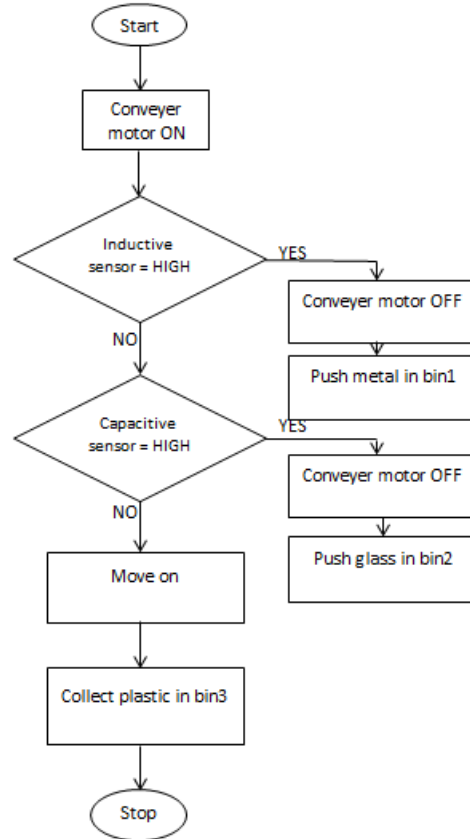 Start
Conveyer
motor ON
Inductive
sensor = HIGH
YES
Conveyer motor OFF
NO
Push metal in bin1
Capacitive
sensor = HIGH
YES
Conveyer motor OFF
NO
Push glass in bin2
Move on
Collect plastic in bin3
Stop